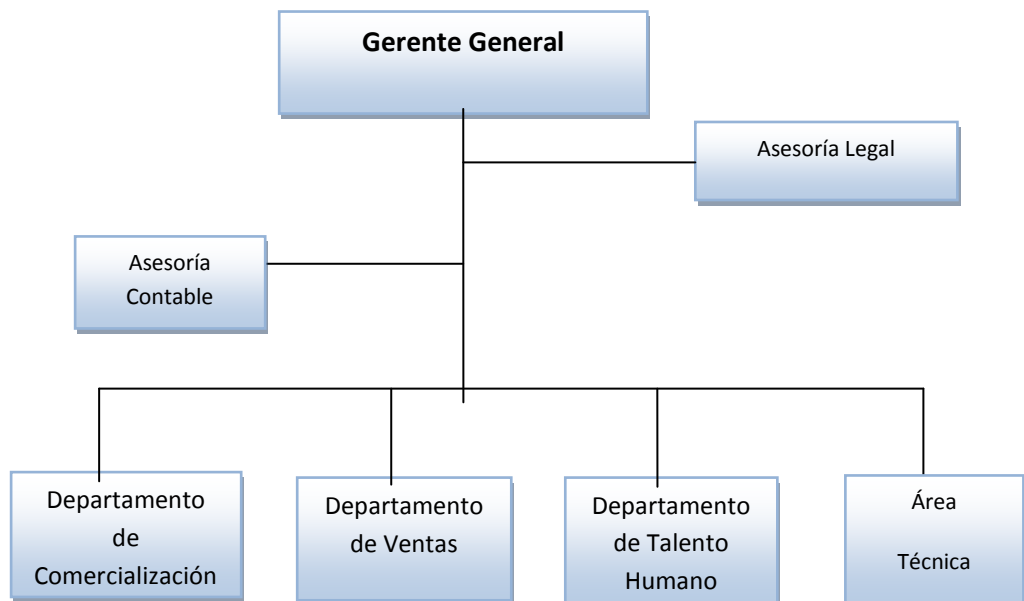 Gerente General
Asesoría Legal
Asesoría
Contable
Departamento
de
Comercialización
Departamento
de Ventas
Departamento
de Talento
Humano
Área
Técnica